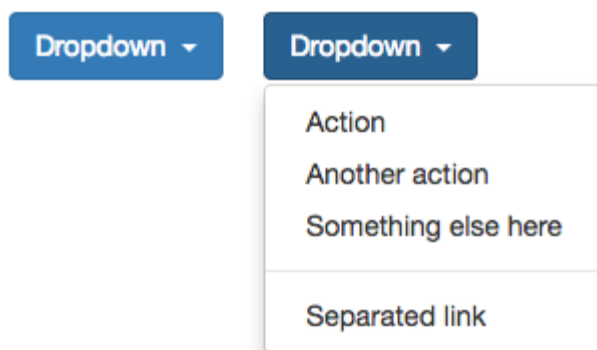 Dropdown Dropdown
Action
Another action
Something else here
Separated link